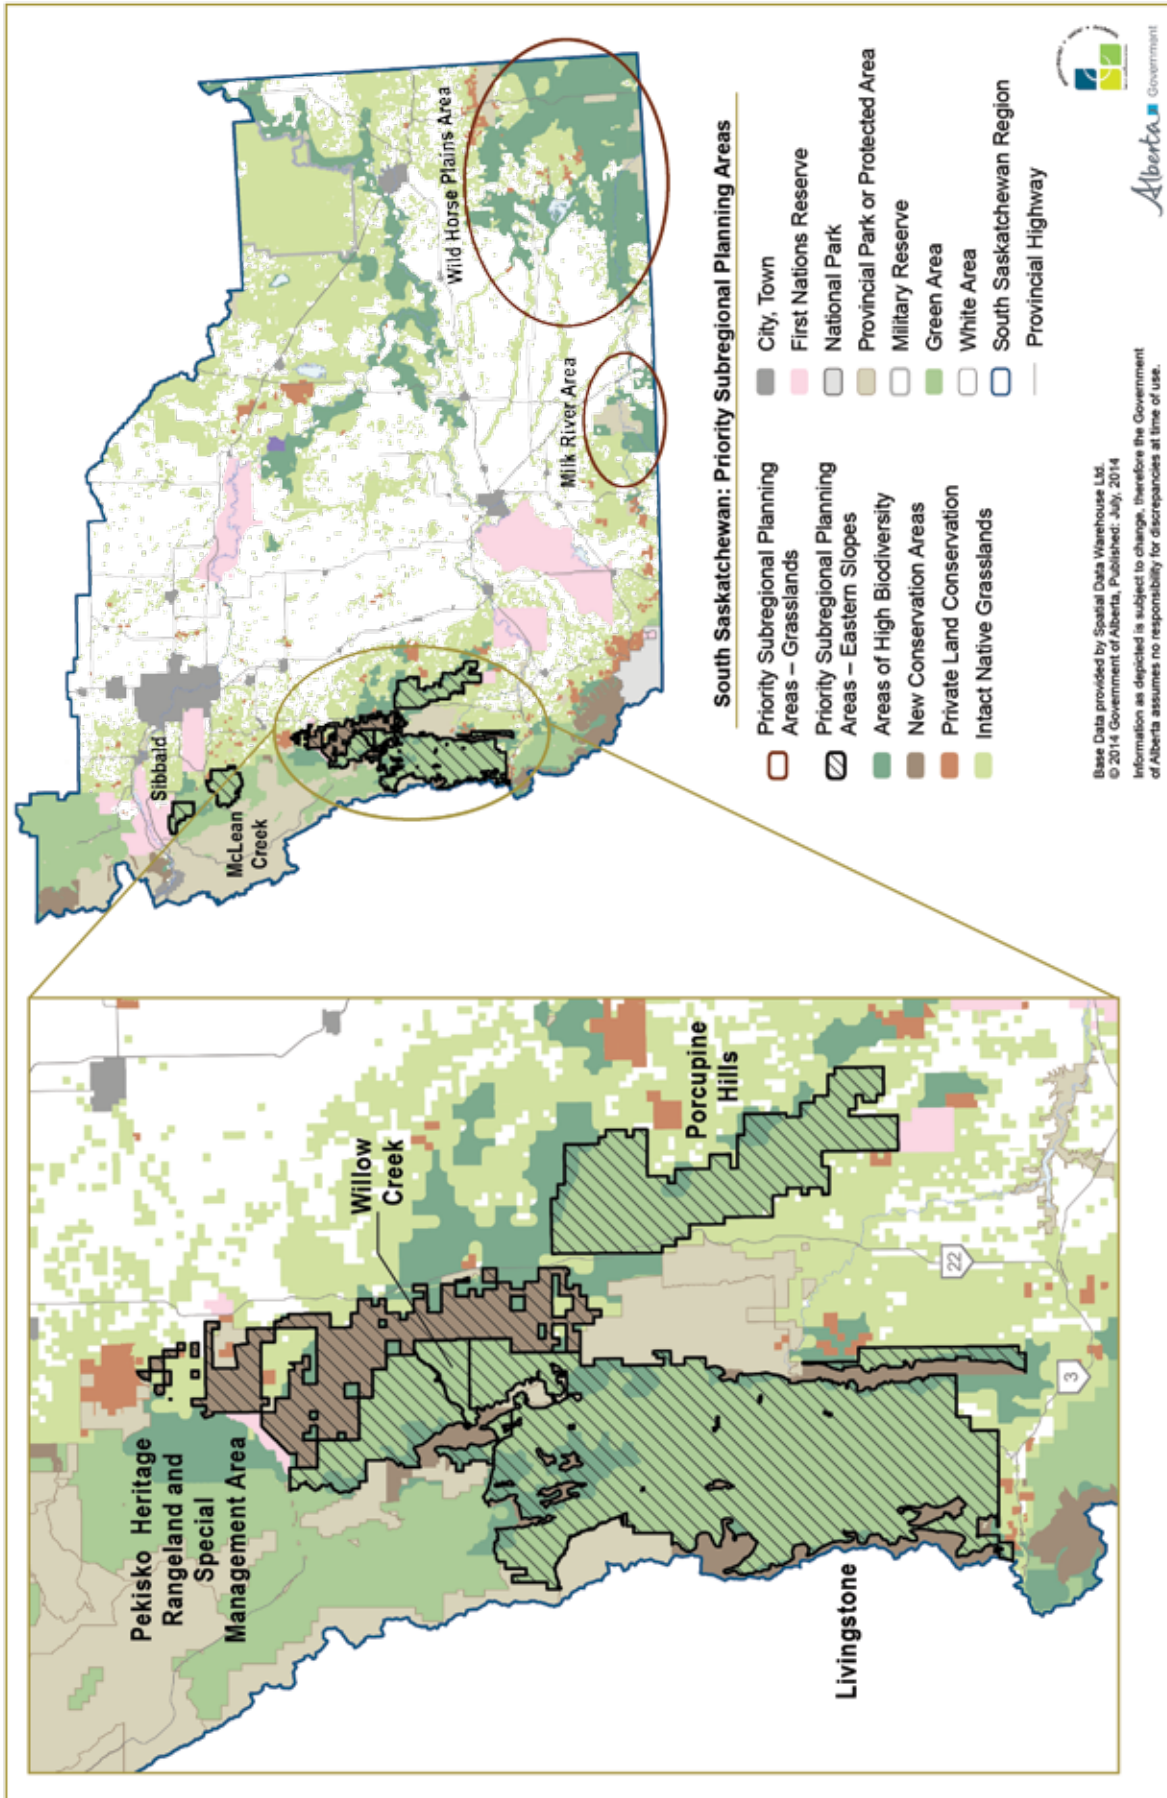 Sibbald
McLean
Creek
Wild Horse Plains Area
Milk River Area
Pekisko Heritage
Rangeland and
Special
Management Area
Willow
Creek
Porcupine
Hills
Livingstone
22
3
South Saskatchewan: Priority Subregional Planning Areas
Priority Subregional Planning
Areas – Grasslands
Priority Subregional Planning
Areas – Eastern Slopes
Areas of High Biodiversity
New Conservation Areas
Private Land Conservation
Intact Native Grasslands
City, Town
First Nations Reserve
National Park
Provincial Park or Protected Area
Military Reserve
Green Area
White Area
South Saskatchewan Region
Provincial Highway
Base Data provided by Spatial Data Warehouse Ltd.
© 2014 Government of Alberta, Published: July, 2014
Information as depicted is subject to change, therefore the Government
of Alberta assumes no responsibility for discrepancies at time of use.
Alberta Government